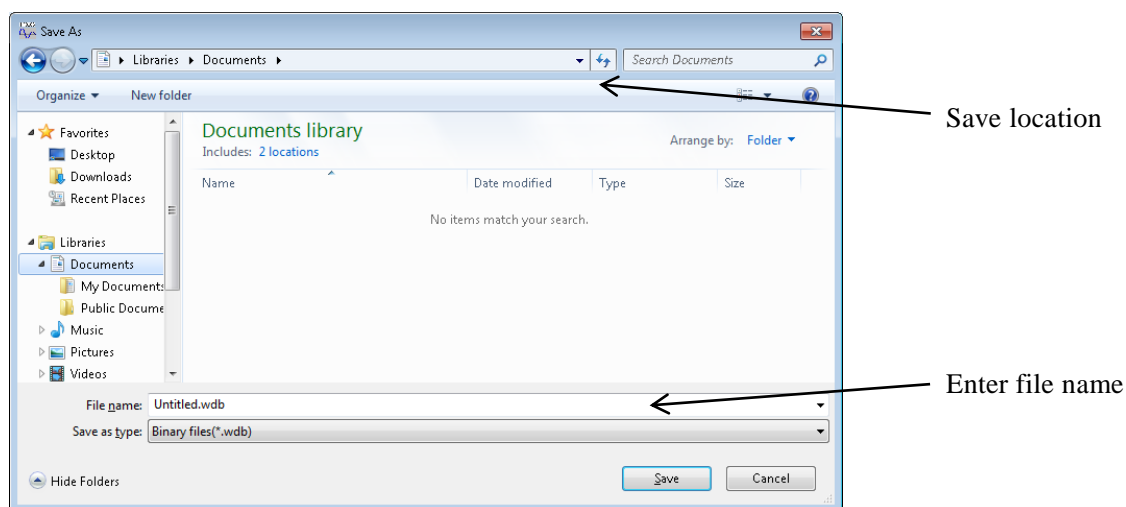 Save As
Libraries Documents
Search Documents
Organize New folder
Save location
Favorites
Desktop
Downloads
Recent Places
Libraries
Documents
My Documents
Public Docume
Music
Pictures
Videos
Documents library
Includes: 2 locations
Arrange by: Folder
Name Date modified Type Size
No items match your search.
Enter file name
File name: Untitled.wdb
Save as type: Binary files(*.wdb)
Hide Folders
Save
Cancel